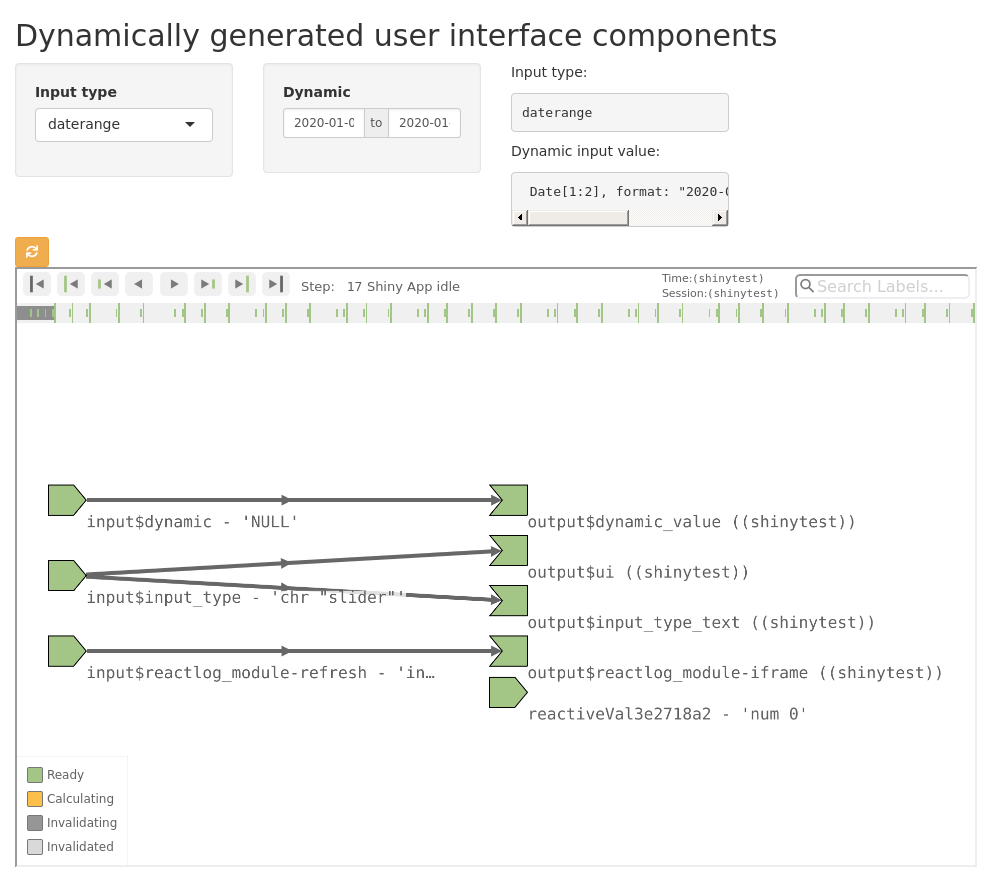 Dynamically generated user interface components
Input type
daterange
Dynamic
2020-01-0 to 2020-01-
Input type:
daterange
Dynamic input value:
Date[1:2], format: "2020-0
Step: 17 Shiny App idle
Time:(shinytest)
Session:(shinytest)
Search Labels...
input$dynamic - 'NULL'
output$dynamic_value ((shinytest))
output$ui ((shinytest))
input$input_type - 'chr "slider"'
output$input_type_text ((shinytest))
input$reactlog_module-refresh - 'in…
output$reactlog_module-iframe ((shinytest))
reactiveVal3e2718a2 - 'num 0'
Ready
Calculating
Invalidating
Invalidated